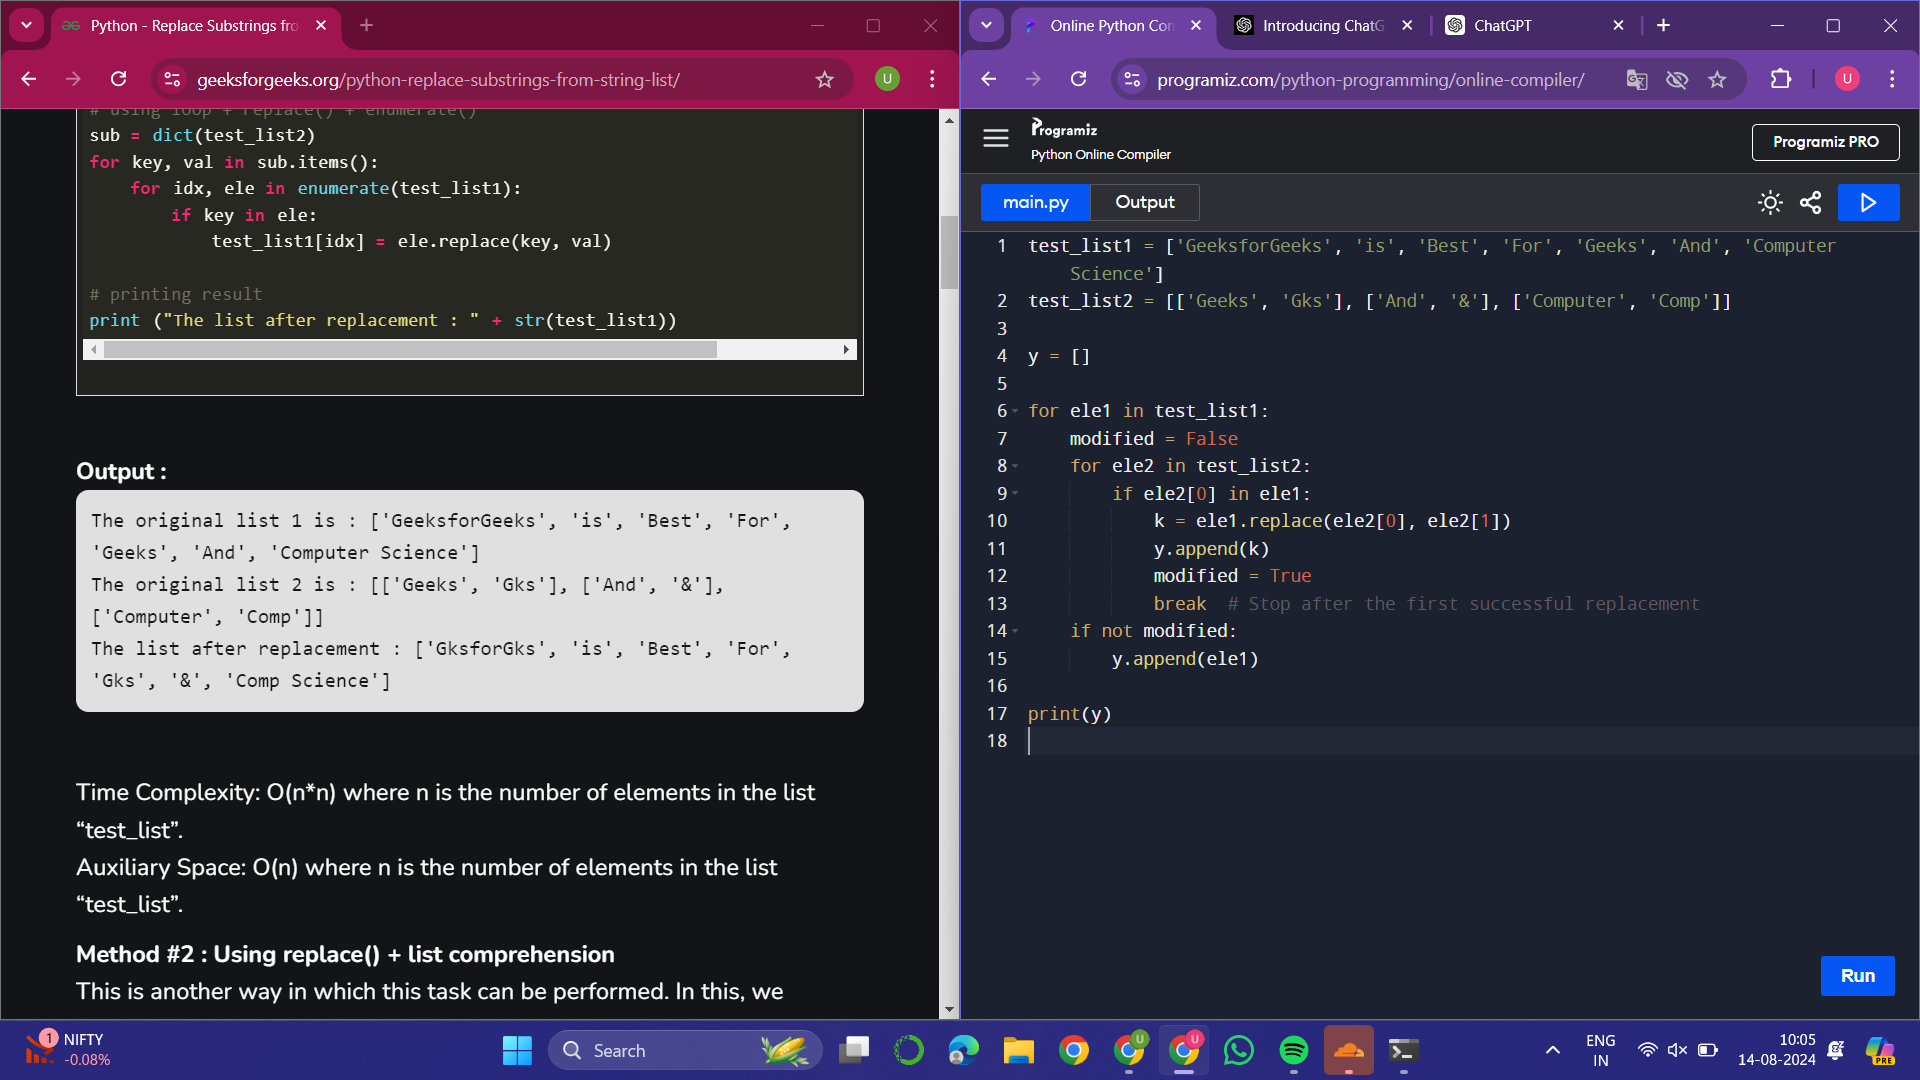 Python - Replace Substrings fro
geeksforgeeks.org/python-replace-substrings-from-string-list/
U
# using loop + replace() + enumerate()
sub = dict(test_list2)
for key, val in sub.items():
    for idx, ele in enumerate(test_list1):
        if key in ele:
            test_list1[idx] = ele.replace(key, val)
# printing result
print ("The list after replacement : " + str(test_list1))
Output :
The original list 1 is : ['GeeksforGeeks', 'is', 'Best', 'For',
'Geeks', 'And', 'Computer Science']
The original list 2 is : [['Geeks', 'Gks'], ['And', '&'],
['Computer', 'Comp']]
The list after replacement : ['GksforGks', 'is', 'Best', 'For',
'Gks', '&', 'Comp Science']
Time Complexity: O(n*n) where n is the number of elements in the list
“test_list”.
Auxiliary Space: O(n) where n is the number of elements in the list
“test_list”.
Method #2 : Using replace() + list comprehension
This is another way in which this task can be performed. In this, we
Online Python Con
Introducing ChatG
ChatGPT
programiz.com/python-programming/online-compiler/
U
Programiz
Python Online Compiler
Programiz PRO
main.py
Output
1 test_list1 = ['GeeksforGeeks', 'is', 'Best', 'For', 'Geeks', 'And', 'Computer
Science']
2 test_list2 = [['Geeks', 'Gks'], ['And', '&'], ['Computer', 'Comp']]
3
4 y = []
5
6 for ele1 in test_list1:
7     modified = False
8     for ele2 in test_list2:
9         if ele2[0] in ele1:
10             k = ele1.replace(ele2[0], ele2[1])
11             y.append(k)
12             modified = True
13             break  # Stop after the first successful replacement
14     if not modified:
15         y.append(ele1)
16
17 print(y)
18
Run
1
NIFTY
-0.08%
Search
U
U
ENG
IN
10:05
14-08-2024
PRE